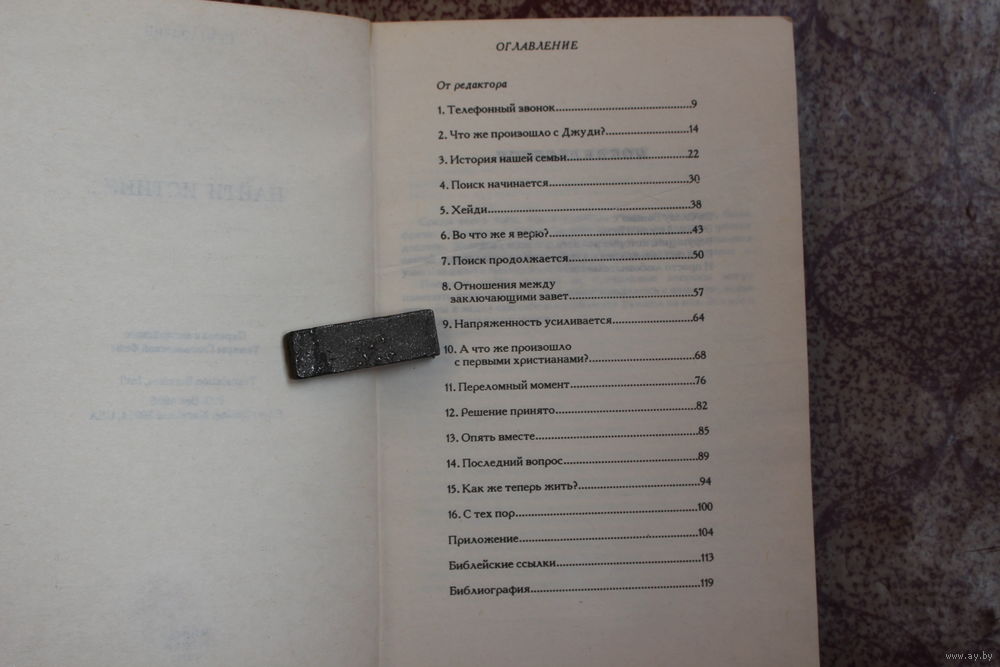 ОГЛАВЛЕНИЕ
От редактора
1. Телефонный звонок..........9
2. Что же произошло с Джуди?..........14
3. История нашей семьи..........22
4. Поиск начинается..........30
5. Хейди..........38
6. Во что же я верю?..........43
7. Поиск продолжается..........50
8. Отношения между
заключающими завет..........57
9. Напряженность усиливается..........64
10. А что же произошло
с первыми христианами?..........68
11. Переломный момент..........76
12. Решение принято..........82
13. Опять вместе..........85
14. Последний вопрос..........89
15. Как же теперь жить?..........94
16. С тех пор..........100
Приложение..........104
Библейские ссылки..........113
Библиография..........119
www.ay.by